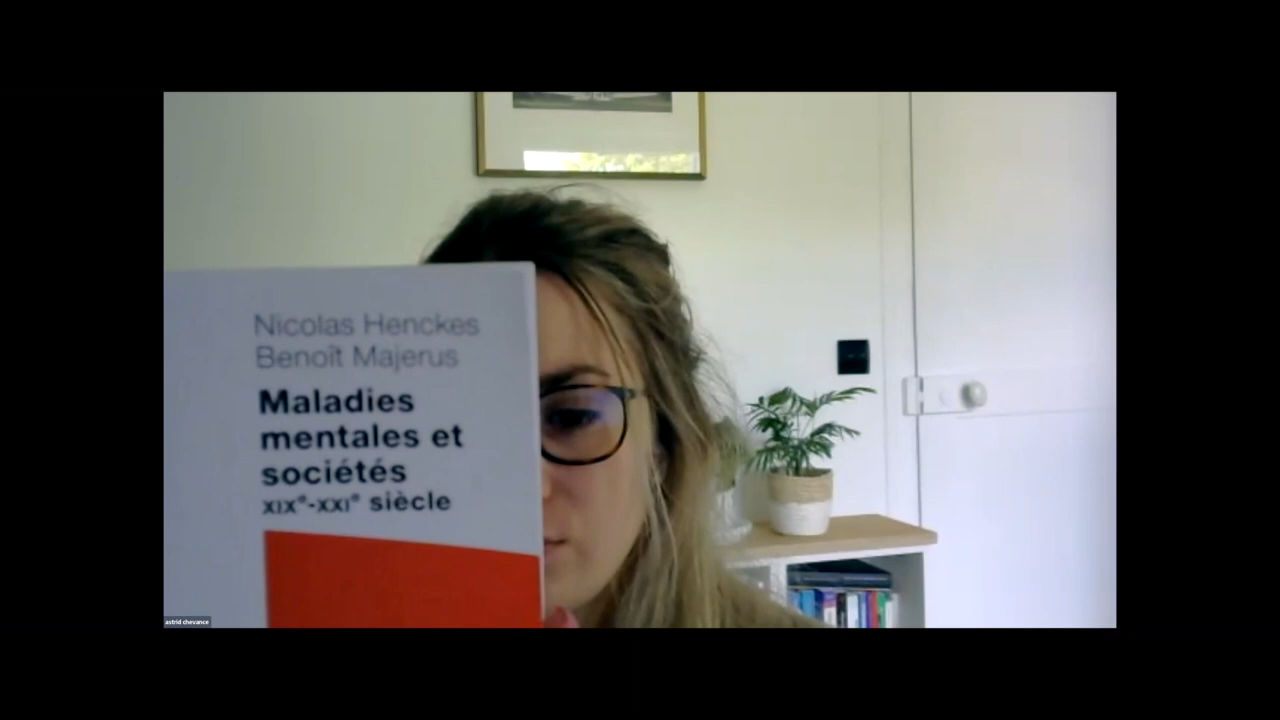 Nicolas Henckes
Benoît Majerus
Maladies
mentales et
sociétés
XIXe-XXIe siècle
astrid chevance